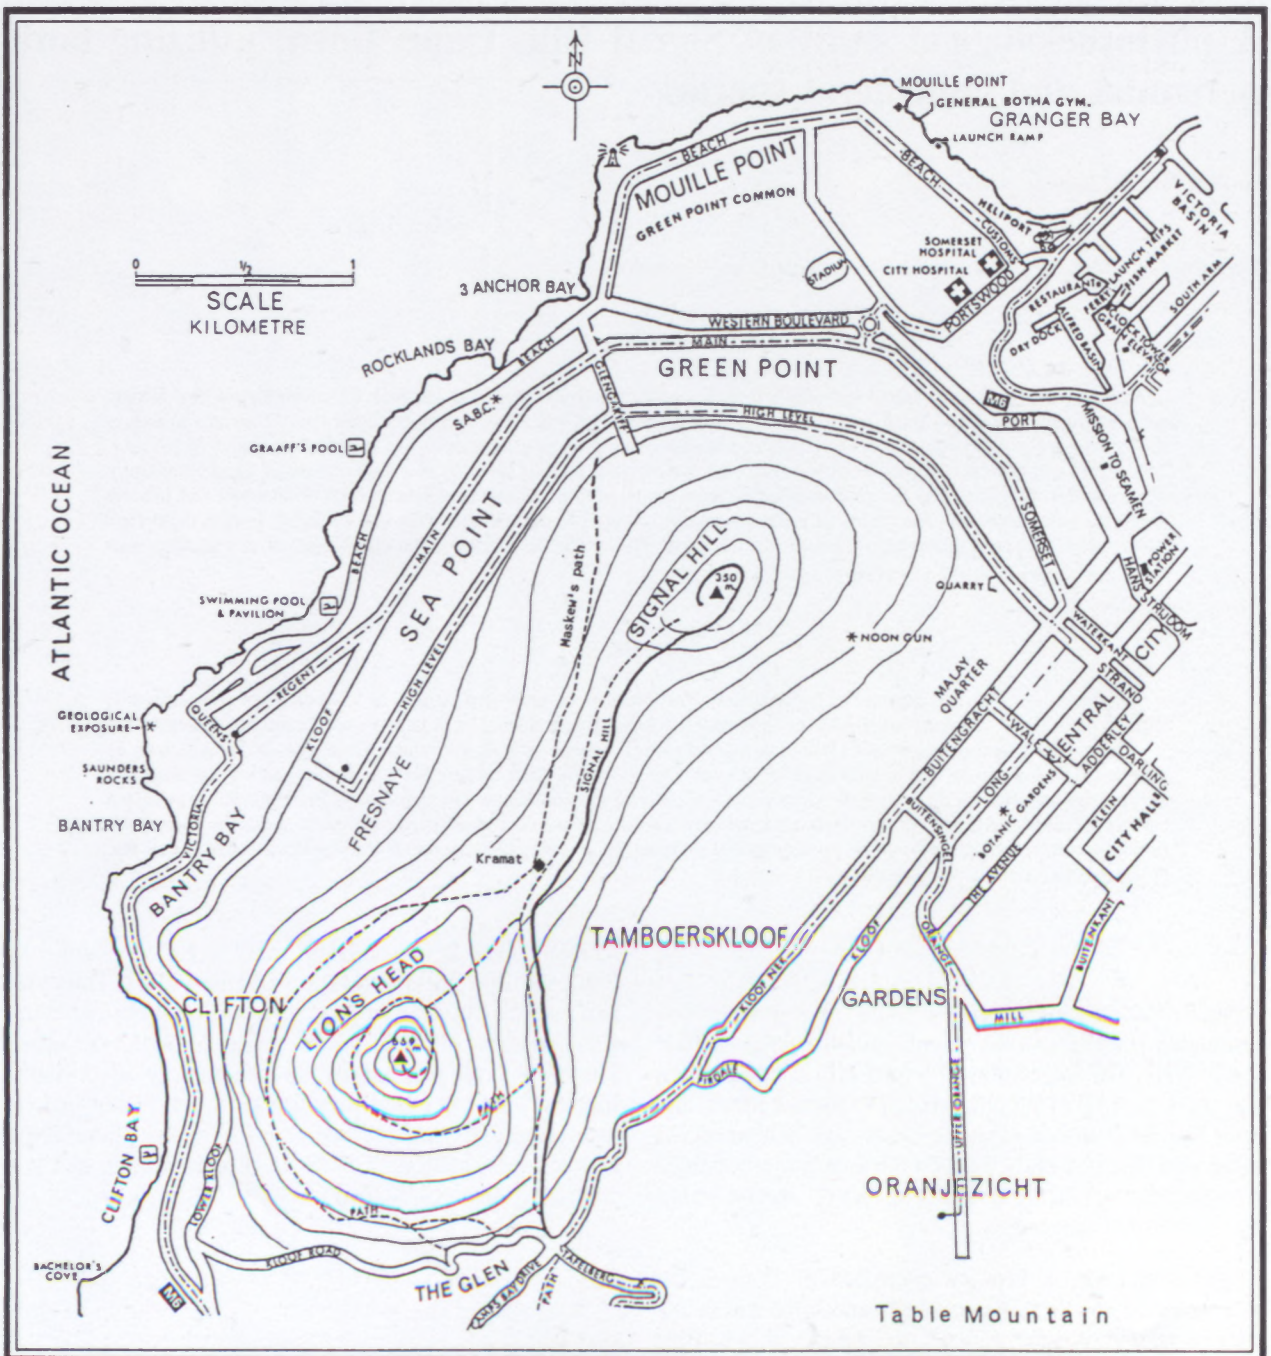 N
MOUILLE POINT
GENERAL BOTHA GYM.
GRANGER BAY
LAUNCH RAMP
BEACH
BEACH
MOUILLE POINT
GREEN POINT COMMON
VICTORIA
BASIN
HELIPORT
CUSTOMS
SOMERSET
HOSPITAL
CITY HOSPITAL
STADIUM
PORTSWOOD
LAUNCH TRIPS
FISH MARKET
FERRY
DRY DOCK
ALFRED BASIN
CLOCK TOWER
SOUTH ARM
0 ½ 1
SCALE
KILOMETRE
3 ANCHOR BAY
WESTERN BOULEVARD
MAIN
GREEN POINT
ROCKLANDS BAY
BEACH
S.A.B.C.
GLENGARIFF
HIGH LEVEL
M6
PORT
MISSION TO SEAMEN
GRAAFF'S POOL
ATLANTIC OCEAN
BEACH
MAIN
SEA POINT
Maskew's path
SIGNAL HILL
350
m
SOMERSET
QUARRY
POWER
STATION
HANS STRIJDOM
SWIMMING POOL
& PAVILION
NOON GUN
WATERKANT
CITY
STRAND
MALAY
QUARTER
REGENT
HIGH LEVEL
KLOOF
QUEENS
GEOLOGICAL
EXPOSURE
SIGNAL HILL
BUITENGRACHT
WALE
CENTRAL
ADDERLEY
DARLING
SAUNDERS
ROCKS
FRESNAYE
LONG
BUITENSINGEL
BOTANIC GARDENS
PLEIN
CITY HALL
BANTRY BAY
VICTORIA
BANTRY BAY
Kramat
THE AVENUE
TAMBOERSKLOOF
KLOOF
ORANGE
BUITENKANT
KLOOF NEK
CLIFTON
LION'S HEAD
669
m
GARDENS
MILL
PATH
UPPER ORANGE
CLIFTON BAY
LOWER KLOOF
PATH
ORANJEZICHT
BACHELOR'S
COVE
KLOOF ROAD
THE GLEN
M6
CAMPS BAY DRIVE
PATH
TAFELBERG
Table Mountain